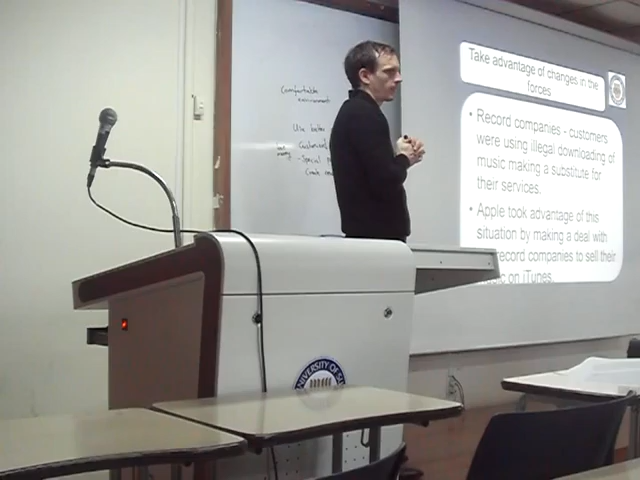 Take advantage of changes in the
forces
• Record companies - customers
were using illegal downloading of
music making a substitute for
their services.
• Apple took advantage of this
situation by making a deal with
record companies to sell their
on iTunes.
Comfortable
environment
Use
Customized
- Special
UNIVERSITY OF